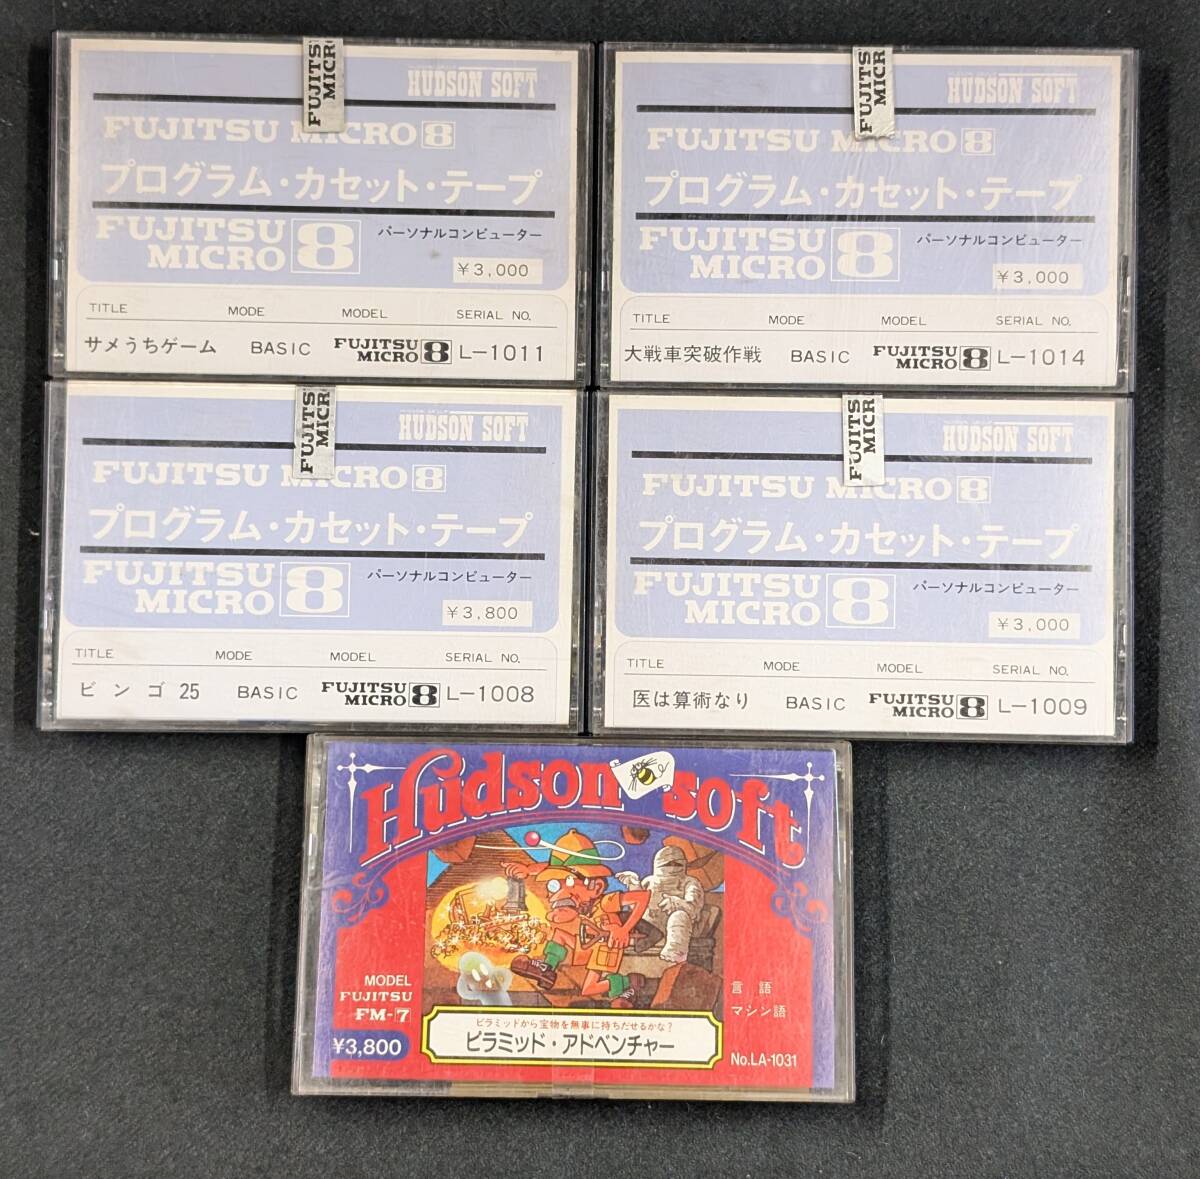 FUJITSU
MICRO
HUDSON SOFT
FUJITSU MICRO 8
プログラム・カセット・テープ
FUJITSU
MICRO 8
パーソナルコンピューター
¥3,000
TITLE MODE MODEL SERIAL NO.
サメうちゲーム BASIC FUJITSU MICRO 8 L-1011
FUJITSU
MICRO
HUDSON SOFT
FUJITSU MICRO 8
プログラム・カセット・テープ
FUJITSU
MICRO 8
パーソナルコンピューター
¥3,000
TITLE MODE MODEL SERIAL NO.
大戦車突破作戦 BASIC FUJITSU MICRO 8 L-1014
FUJITSU
MICRO
HUDSON SOFT
FUJITSU MICRO 8
プログラム・カセット・テープ
FUJITSU
MICRO 8
パーソナルコンピューター
¥3,800
TITLE MODE MODEL SERIAL NO.
ビンゴ 25 BASIC FUJITSU MICRO 8 L-1008
FUJITSU
MICRO
HUDSON SOFT
FUJITSU MICRO 8
プログラム・カセット・テープ
FUJITSU
MICRO 8
パーソナルコンピューター
¥3,000
TITLE MODE MODEL SERIAL NO.
医は算術なり BASIC FUJITSU MICRO 8 L-1009
Hudson soft
MODEL
FUJITSU
FM-7
¥3,800
ピラミッドから宝物を無事に持ちだせるかな?
ピラミッド・アドベンチャー
言語
マシン語
No.LA-1031